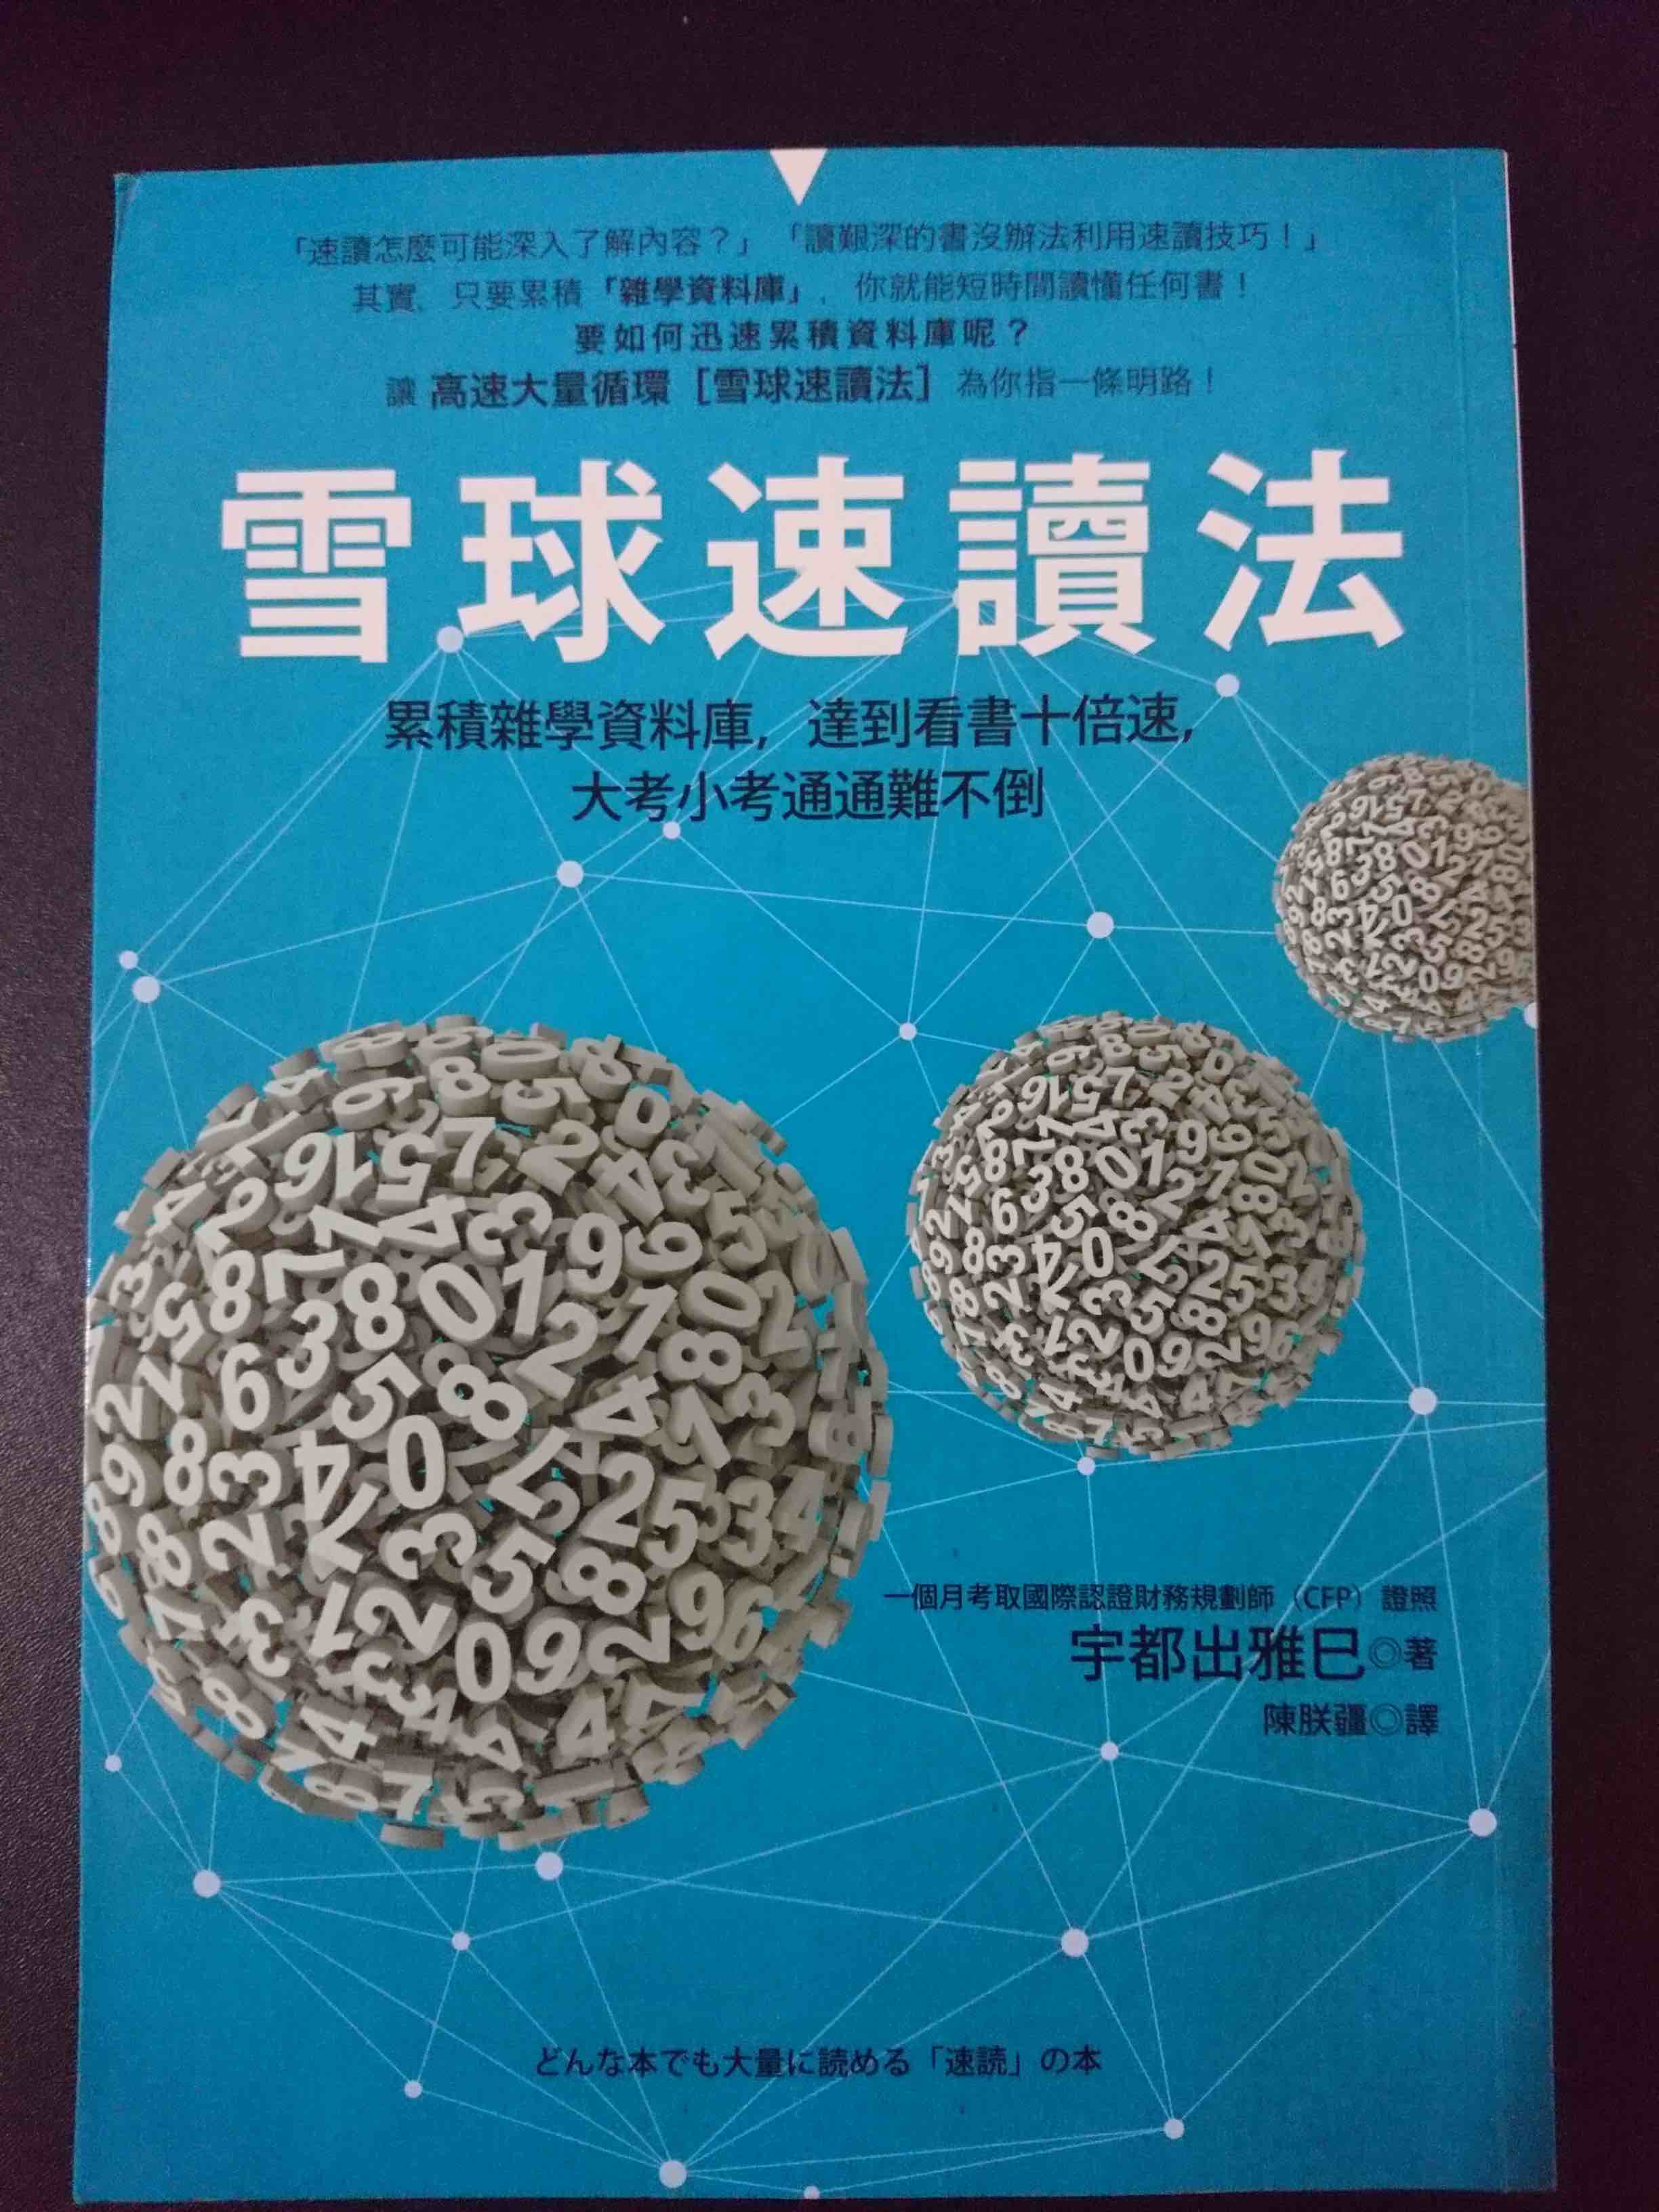 「速讀怎麼可能深入了解內容？」「讀艱深的書沒辦法利用速讀技巧！」
其實，只要累積「雜學資料庫」，你就能短時間讀懂任何書！
要如何迅速累積資料庫呢？
讓 高速大量循環［雪球速讀法］為你指一條明路！
雪球速讀法
累積雜學資料庫，達到看書十倍速，
大考小考通通難不倒
一個月考取國際認證財務規劃師（CFP）證照
宇都出雅巳◎著
陳朕疆◎譯
どんな本でも大量に読める「速読」の本